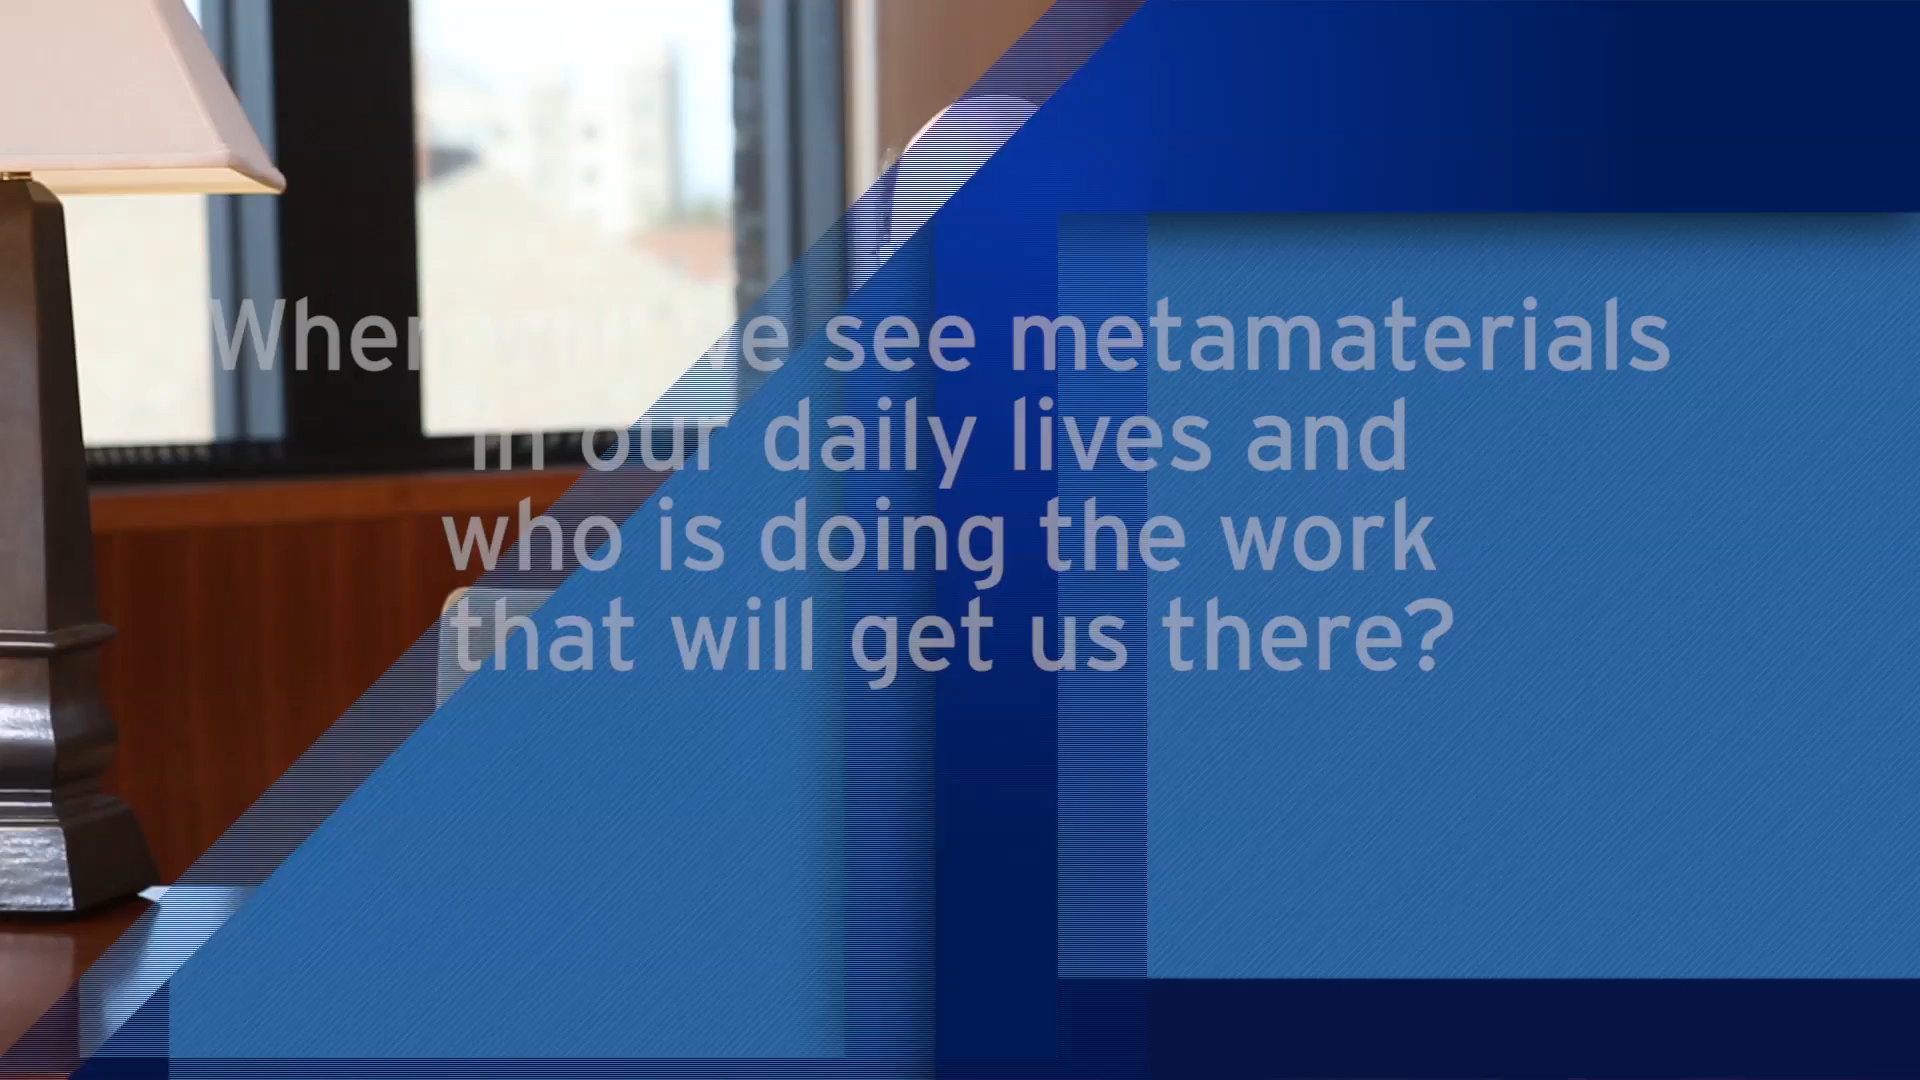 see metamaterials
in our daily lives and
who is doing the work
that will get us there?